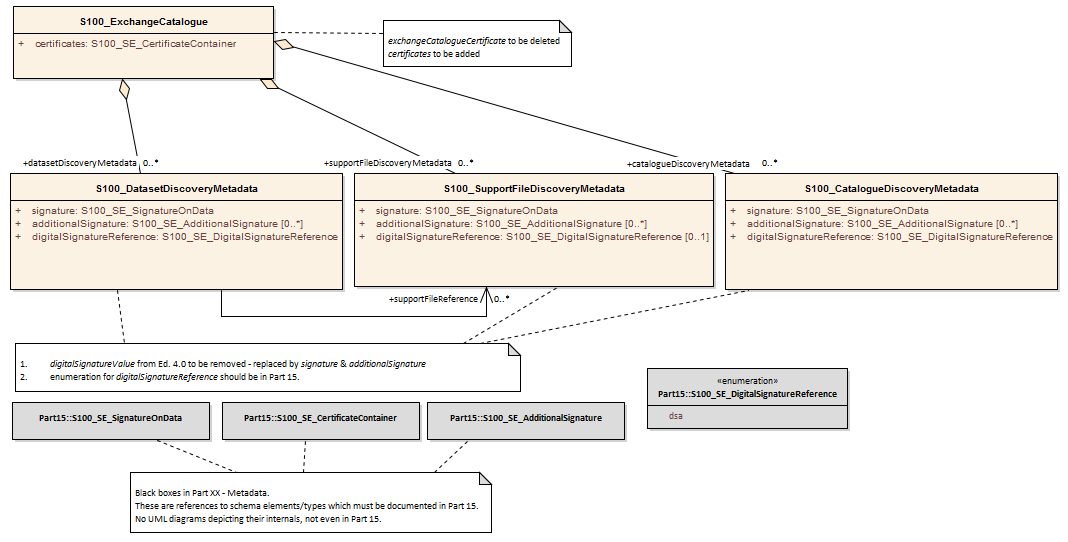 S100_ExchangeCatalogue
+ certificates: S100_SE_CertificateContainer
exchangeCatalogueCertificate to be deleted
certificates to be added
+datasetDiscoveryMetadata 0..*
+supportFileDiscoveryMetadata 0..*
+catalogueDiscoveryMetadata 0..*
S100_DatasetDiscoveryMetadata
+ signature: S100_SE_SignatureOnData
+ additionalSignature: S100_SE_AdditionalSignature [0..*]
+ digitalSignatureReference: S100_SE_DigitalSignatureReference
S100_SupportFileDiscoveryMetadata
+ signature: S100_SE_SignatureOnData
+ additionalSignature: S100_SE_AdditionalSignature [0..*]
+ digitalSignatureReference: S100_SE_DigitalSignatureReference [0..1]
S100_CatalogueDiscoveryMetadata
+ signature: S100_SE_SignatureOnData
+ additionalSignature: S100_SE_AdditionalSignature [0..*]
+ digitalSignatureReference: S100_SE_DigitalSignatureReference
+supportFileReference 0..*
1. digitalSignatureValue from Ed. 4.0 to be removed - replaced by signature & additionalSignature
2. enumeration for digitalSignatureReference should be in Part 15.
«enumeration»
Part15::S100_SE_DigitalSignatureReference
dsa
Part15::S100_SE_SignatureOnData
Part15::S100_SE_CertificateContainer
Part15::S100_SE_AdditionalSignature
Black boxes in Part XX - Metadata.
These are references to schema elements/types which must be documented in Part 15.
No UML diagrams depicting their internals, not even in Part 15.